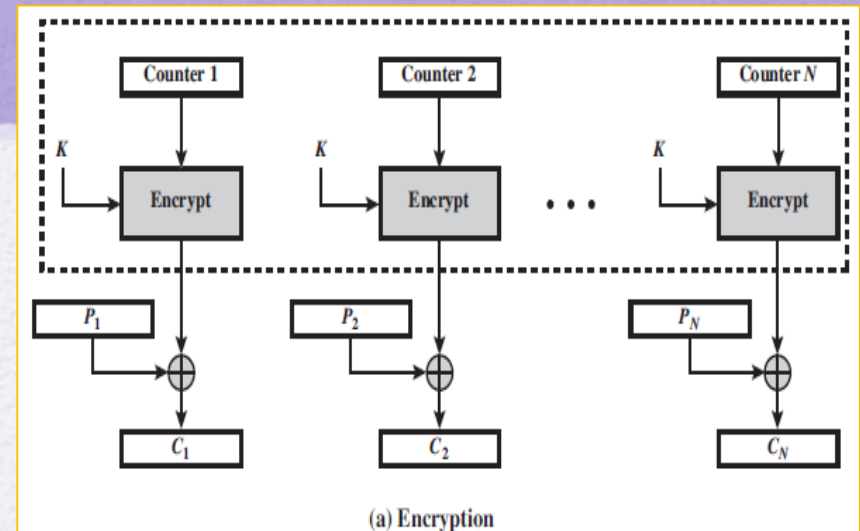 Counter 1 Counter 2 Counter N
K K K
Encrypt Encrypt • • • Encrypt
P1 P2 PN
C1 C2 CN
(a) Encryption